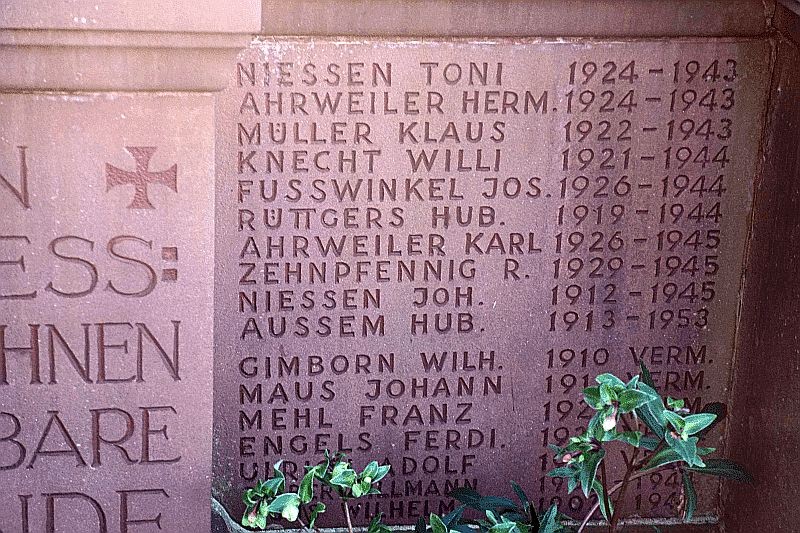 N
ESS:
HNEN
BARE
NDE
NIESSEN TONI 1924-1943
AHRWEILER HERM. 1924-1943
MÜLLER KLAUS 1922-1943
KNECHT WILLI 1921-1944
FUSSWINKEL JOS. 1926-1944
RÜTTGERS HUB. 1919-1944
AHRWEILER KARL 1926-1945
ZEHNPFENNIG R. 1929-1945
NIESSEN JOH. 1912-1945
AUSSEM HUB. 1913-1953
GIMBORN WILH. 1910 VERM.
MAUS JOHANN VERM.
MEHL FRANZ
ENGELS FERDI.
ADOLF
WILHELM